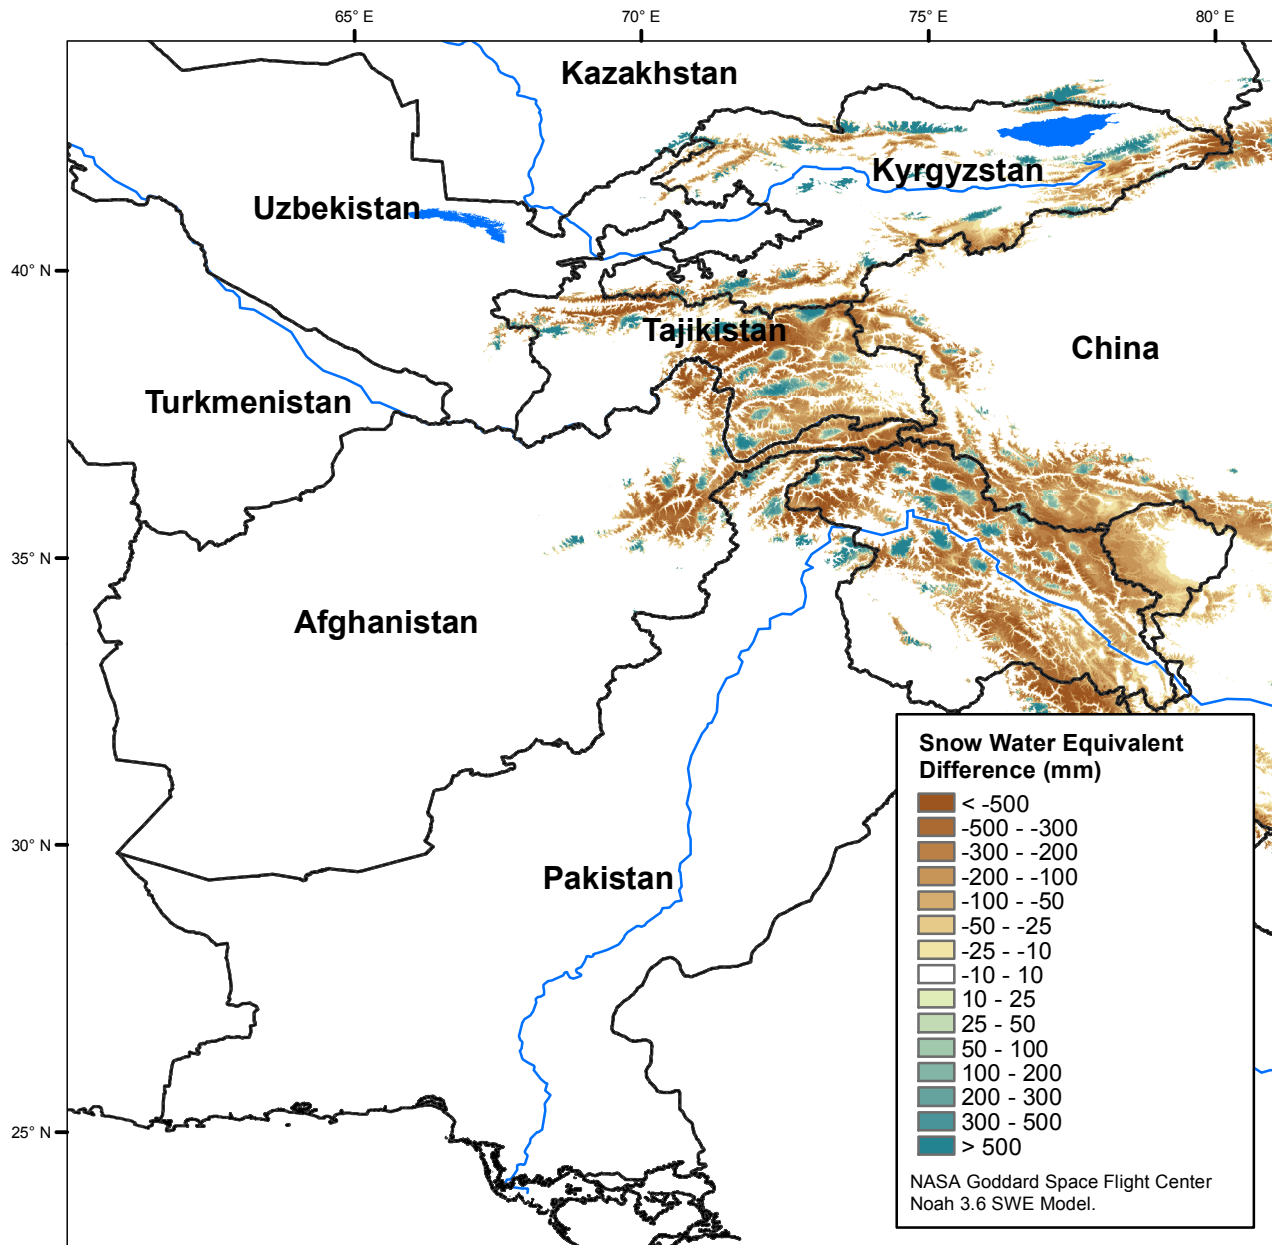 65° E 70° E 75° E 80° E
Kazakhstan
Kyrgyzstan
Uzbekistan
40° N
Tajikistan
China
Turkmenistan
35° N
Afghanistan
Snow Water Equivalent
Difference (mm)
< -500
-500 - -300
-300 - -200
-200 - -100
-100 - -50
-50 - -25
-25 - -10
-10 - 10
10 - 25
25 - 50
50 - 100
100 - 200
200 - 300
300 - 500
> 500
30° N
Pakistan
25° N
NASA Goddard Space Flight Center
Noah 3.6 SWE Model.